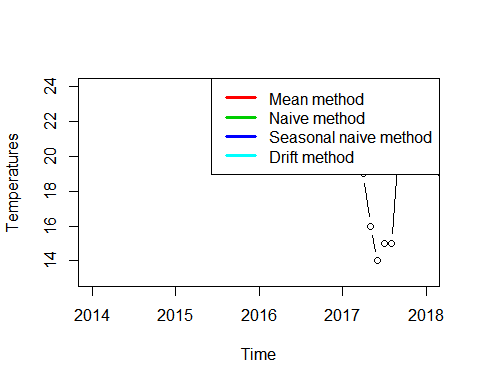 Mean method
Naive method
Seasonal naive method
Drift method
Temperatures
24
22
20
18
16
14
2014 2015 2016 2017 2018
Time